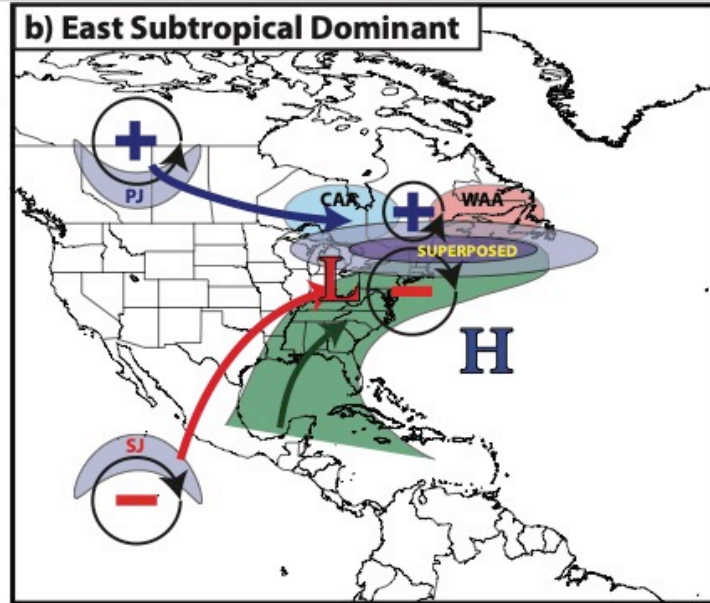 b) East Subtropical Dominant
+
PJ
CAA
+
WAA
SUPERPOSED
L
−
H
SJ
−